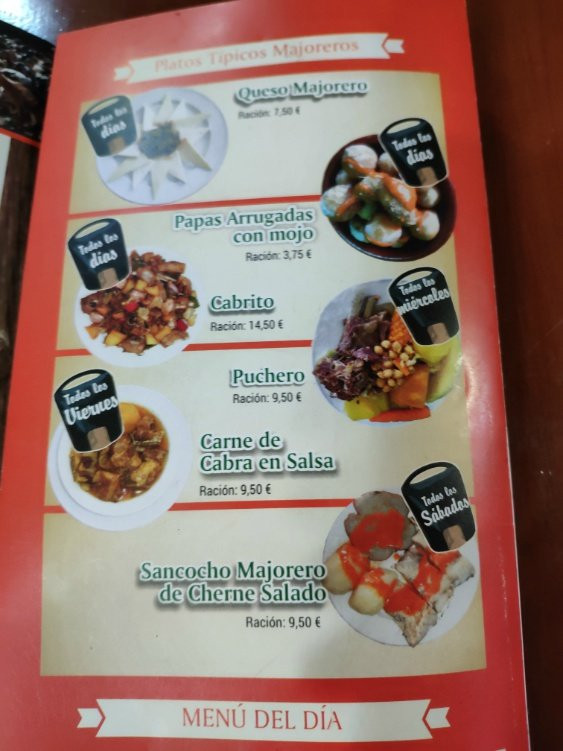 Platos Típicos Majoreros
Todos los
días
Queso Majorero
Ración: 7,50 €
Todos los
días
Papas Arrugadas
con mojo
Ración: 3,75 €
Todos los
días
Cabrito
Ración: 14,50 €
Todos los
miércoles
Puchero
Ración: 9,50 €
Todos los
Viernes
Carne de
Cabra en Salsa
Ración: 9,50 €
Todos los
Sábados
Sancocho Majorero
de Cherne Salado
Ración: 9,50 €
MENÚ DEL DÍA